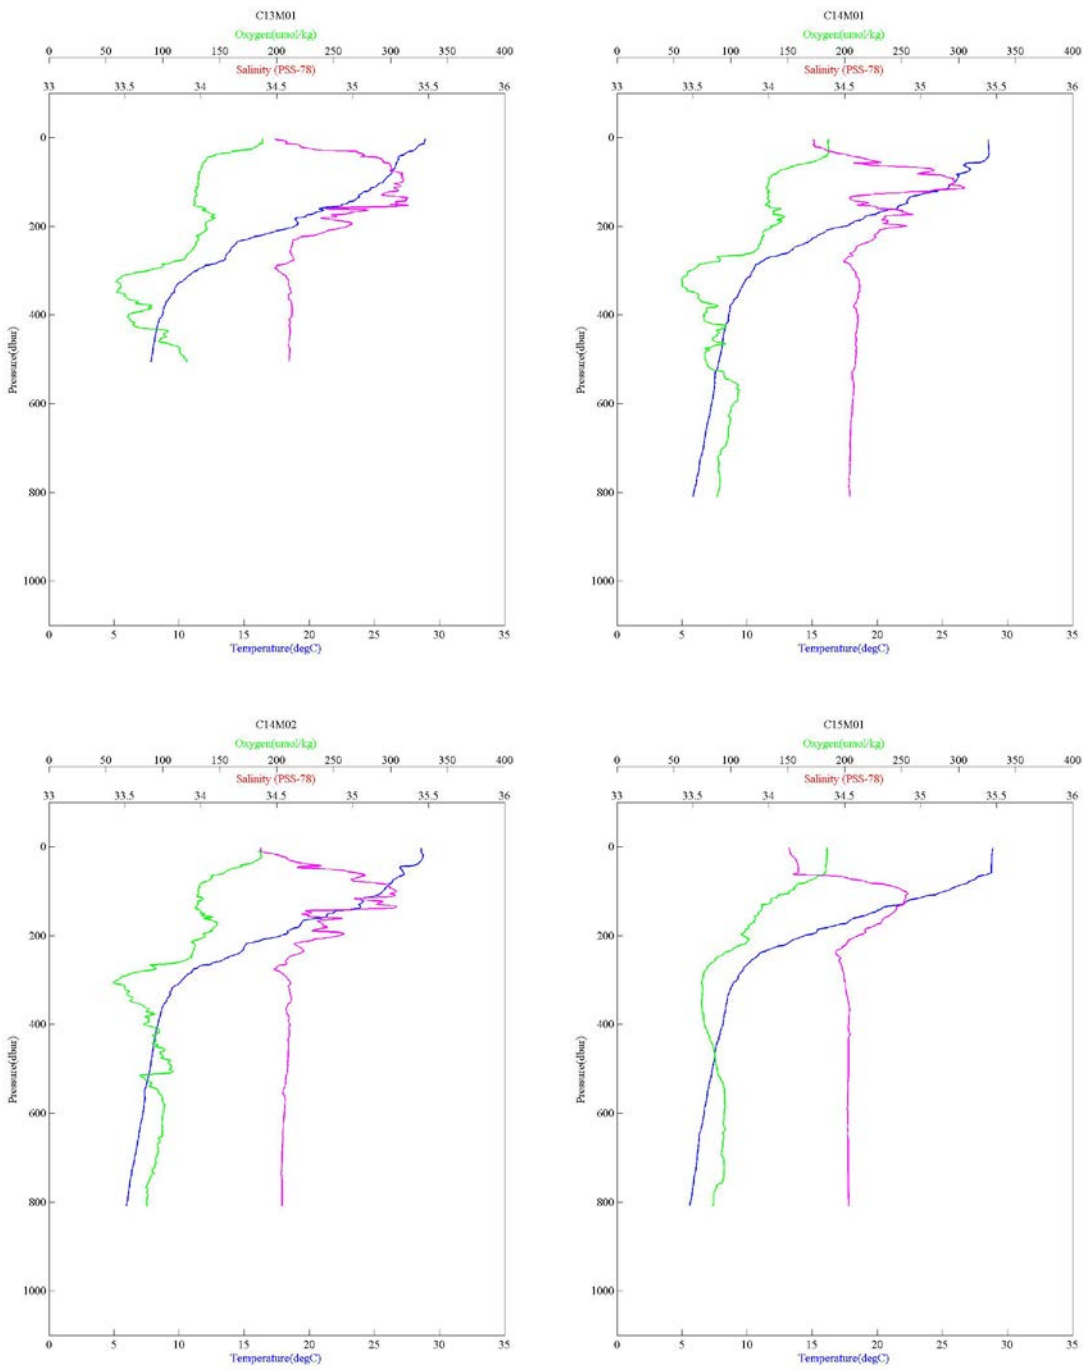 C13M01
Oxygen(umol/kg)
0 50 100 150 200 250 300 350 400
Salinity (PSS-78)
33 33.5 34 34.5 35 35.5 36
0
200
400
600
800
1000
Pressure(dbar)
0 5 10 15 20 25 30 35
Temperature(degC)
C14M01
Oxygen(umol/kg)
0 50 100 150 200 250 300 350 400
Salinity (PSS-78)
33 33.5 34 34.5 35 35.5 36
0
200
400
600
800
1000
Pressure(dbar)
0 5 10 15 20 25 30 35
Temperature(degC)
C14M02
Oxygen(umol/kg)
0 50 100 150 200 250 300 350 400
Salinity (PSS-78)
33 33.5 34 34.5 35 35.5 36
0
200
400
600
800
1000
Pressure(dbar)
0 5 10 15 20 25 30 35
Temperature(degC)
C15M01
Oxygen(umol/kg)
0 50 100 150 200 250 300 350 400
Salinity (PSS-78)
33 33.5 34 34.5 35 35.5 36
0
200
400
600
800
1000
Pressure(dbar)
0 5 10 15 20 25 30 35
Temperature(degC)